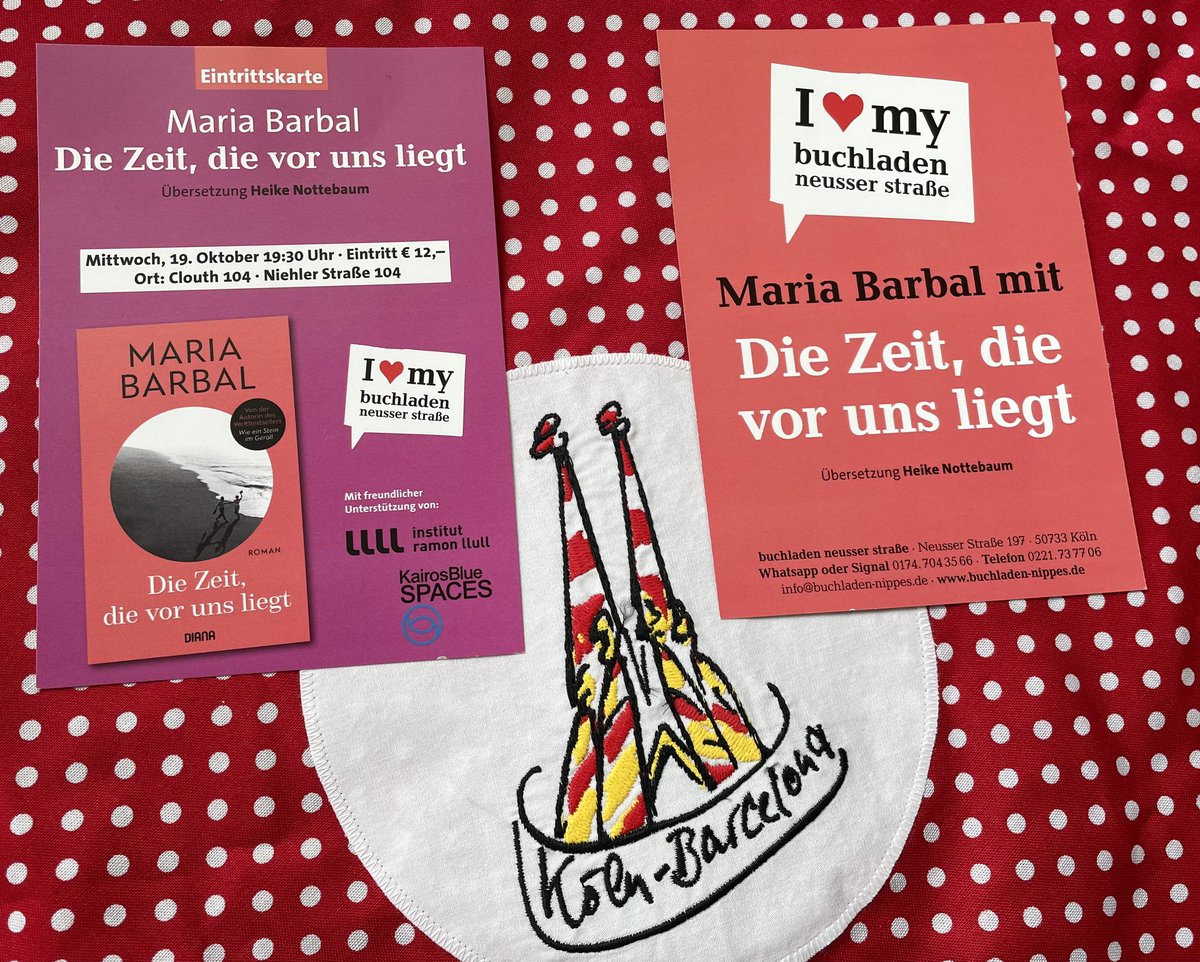 Eintrittskarte
Maria Barbal
Die Zeit, die vor uns liegt
Übersetzung Heike Nottebaum
Mittwoch, 19. Oktober 19:30 Uhr · Eintritt € 12,–
Ort: Clouth 104 · Niehler Straße 104
MARIA
BARBAL
Von der
Autorin des
Weltbestsellers
Wie ein Stein
im Geröll
ROMAN
Die Zeit,
die vor uns liegt
DIANA
I ♥ my
buchladen
neusser straße
Mit freundlicher
Unterstützung von:
LLLL institut
ramon llull
KairosBlue
SPACES
I ♥ my
buchladen
neusser straße
Maria Barbal mit
Die Zeit, die
vor uns liegt
Übersetzung Heike Nottebaum
buchladen neusser straße · Neusser Straße 197 · 50733 Köln
Whatsapp oder Signal 0174.704 35 66 · Telefon 0221.73 77 06
info@buchladen-nippes.de · www.buchladen-nippes.de
Köln-Barcelona